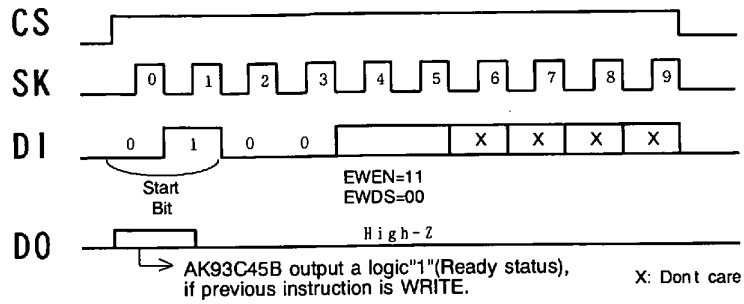 CS
SK 0 1 2 3 4 5 6 7 8 9
DI 0 1 0 0 X X X X
Start
Bit
EWEN=11
EWDS=00
DO High-Z
AK93C45B output a logic"1"(Ready status),
if previous instruction is WRITE.
X: Dont care